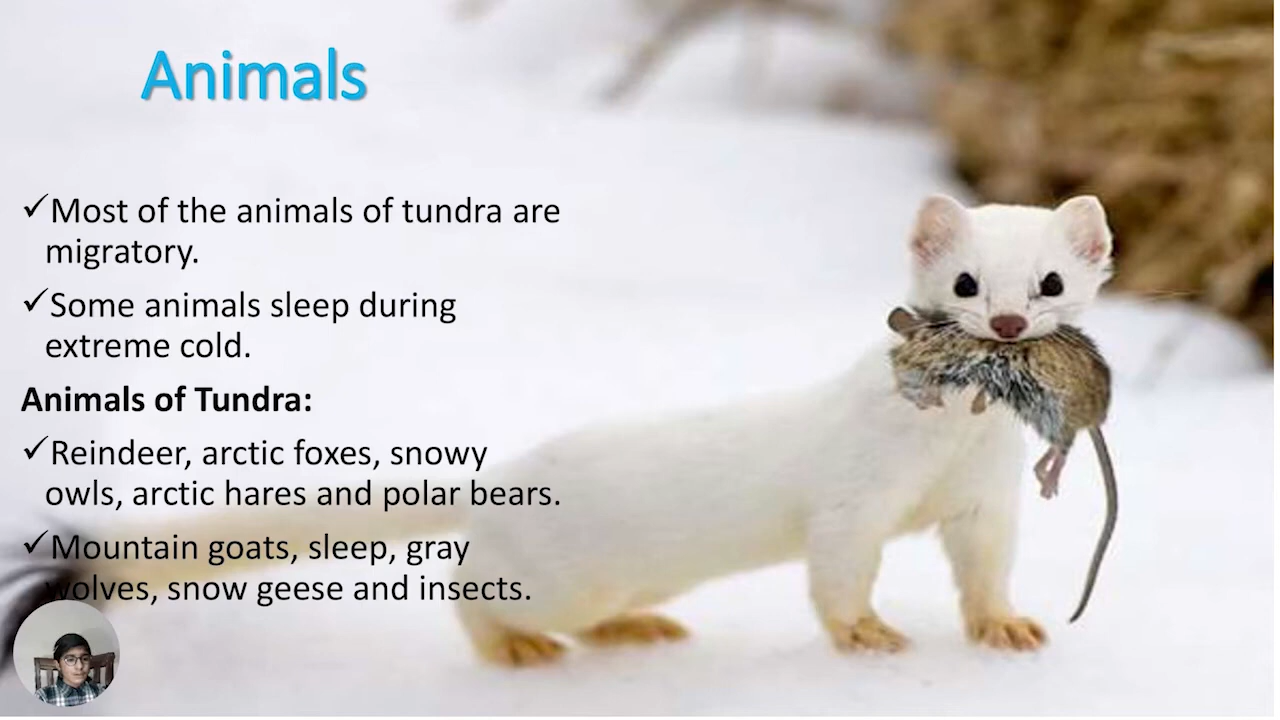 Animals
✓Most of the animals of tundra are
migratory.
✓Some animals sleep during
extreme cold.
Animals of Tundra:
✓Reindeer, arctic foxes, snowy
owls, arctic hares and polar bears.
✓Mountain goats, sleep, gray
wolves, snow geese and insects.